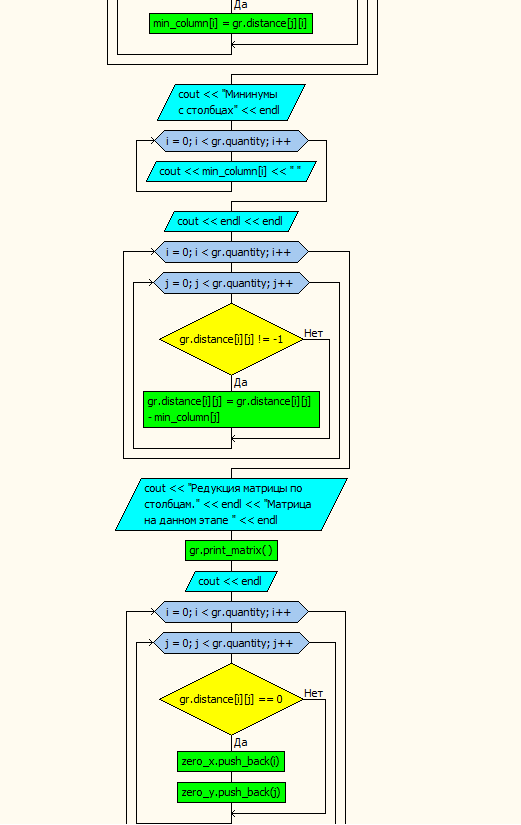 Да
min_column[i] = gr.distance[j][i]
cout << "Мининумы
с столбцах" << endl
i = 0; i < gr.quantity; i++
cout << min_column[i] << " "
cout << endl << endl
i = 0; i < gr.quantity; i++
j = 0; j < gr.quantity; j++
gr.distance[i][j] != -1
Нет
Да
gr.distance[i][j] = gr.distance[i][j]
- min_column[j]
cout << "Редукция матрицы по
столбцам." << endl << "Матрица
на данном этапе " << endl
gr.print_matrix( )
cout << endl
i = 0; i < gr.quantity; i++
j = 0; j < gr.quantity; j++
gr.distance[i][j] == 0
Нет
Да
zero_x.push_back(i)
zero_y.push_back(j)